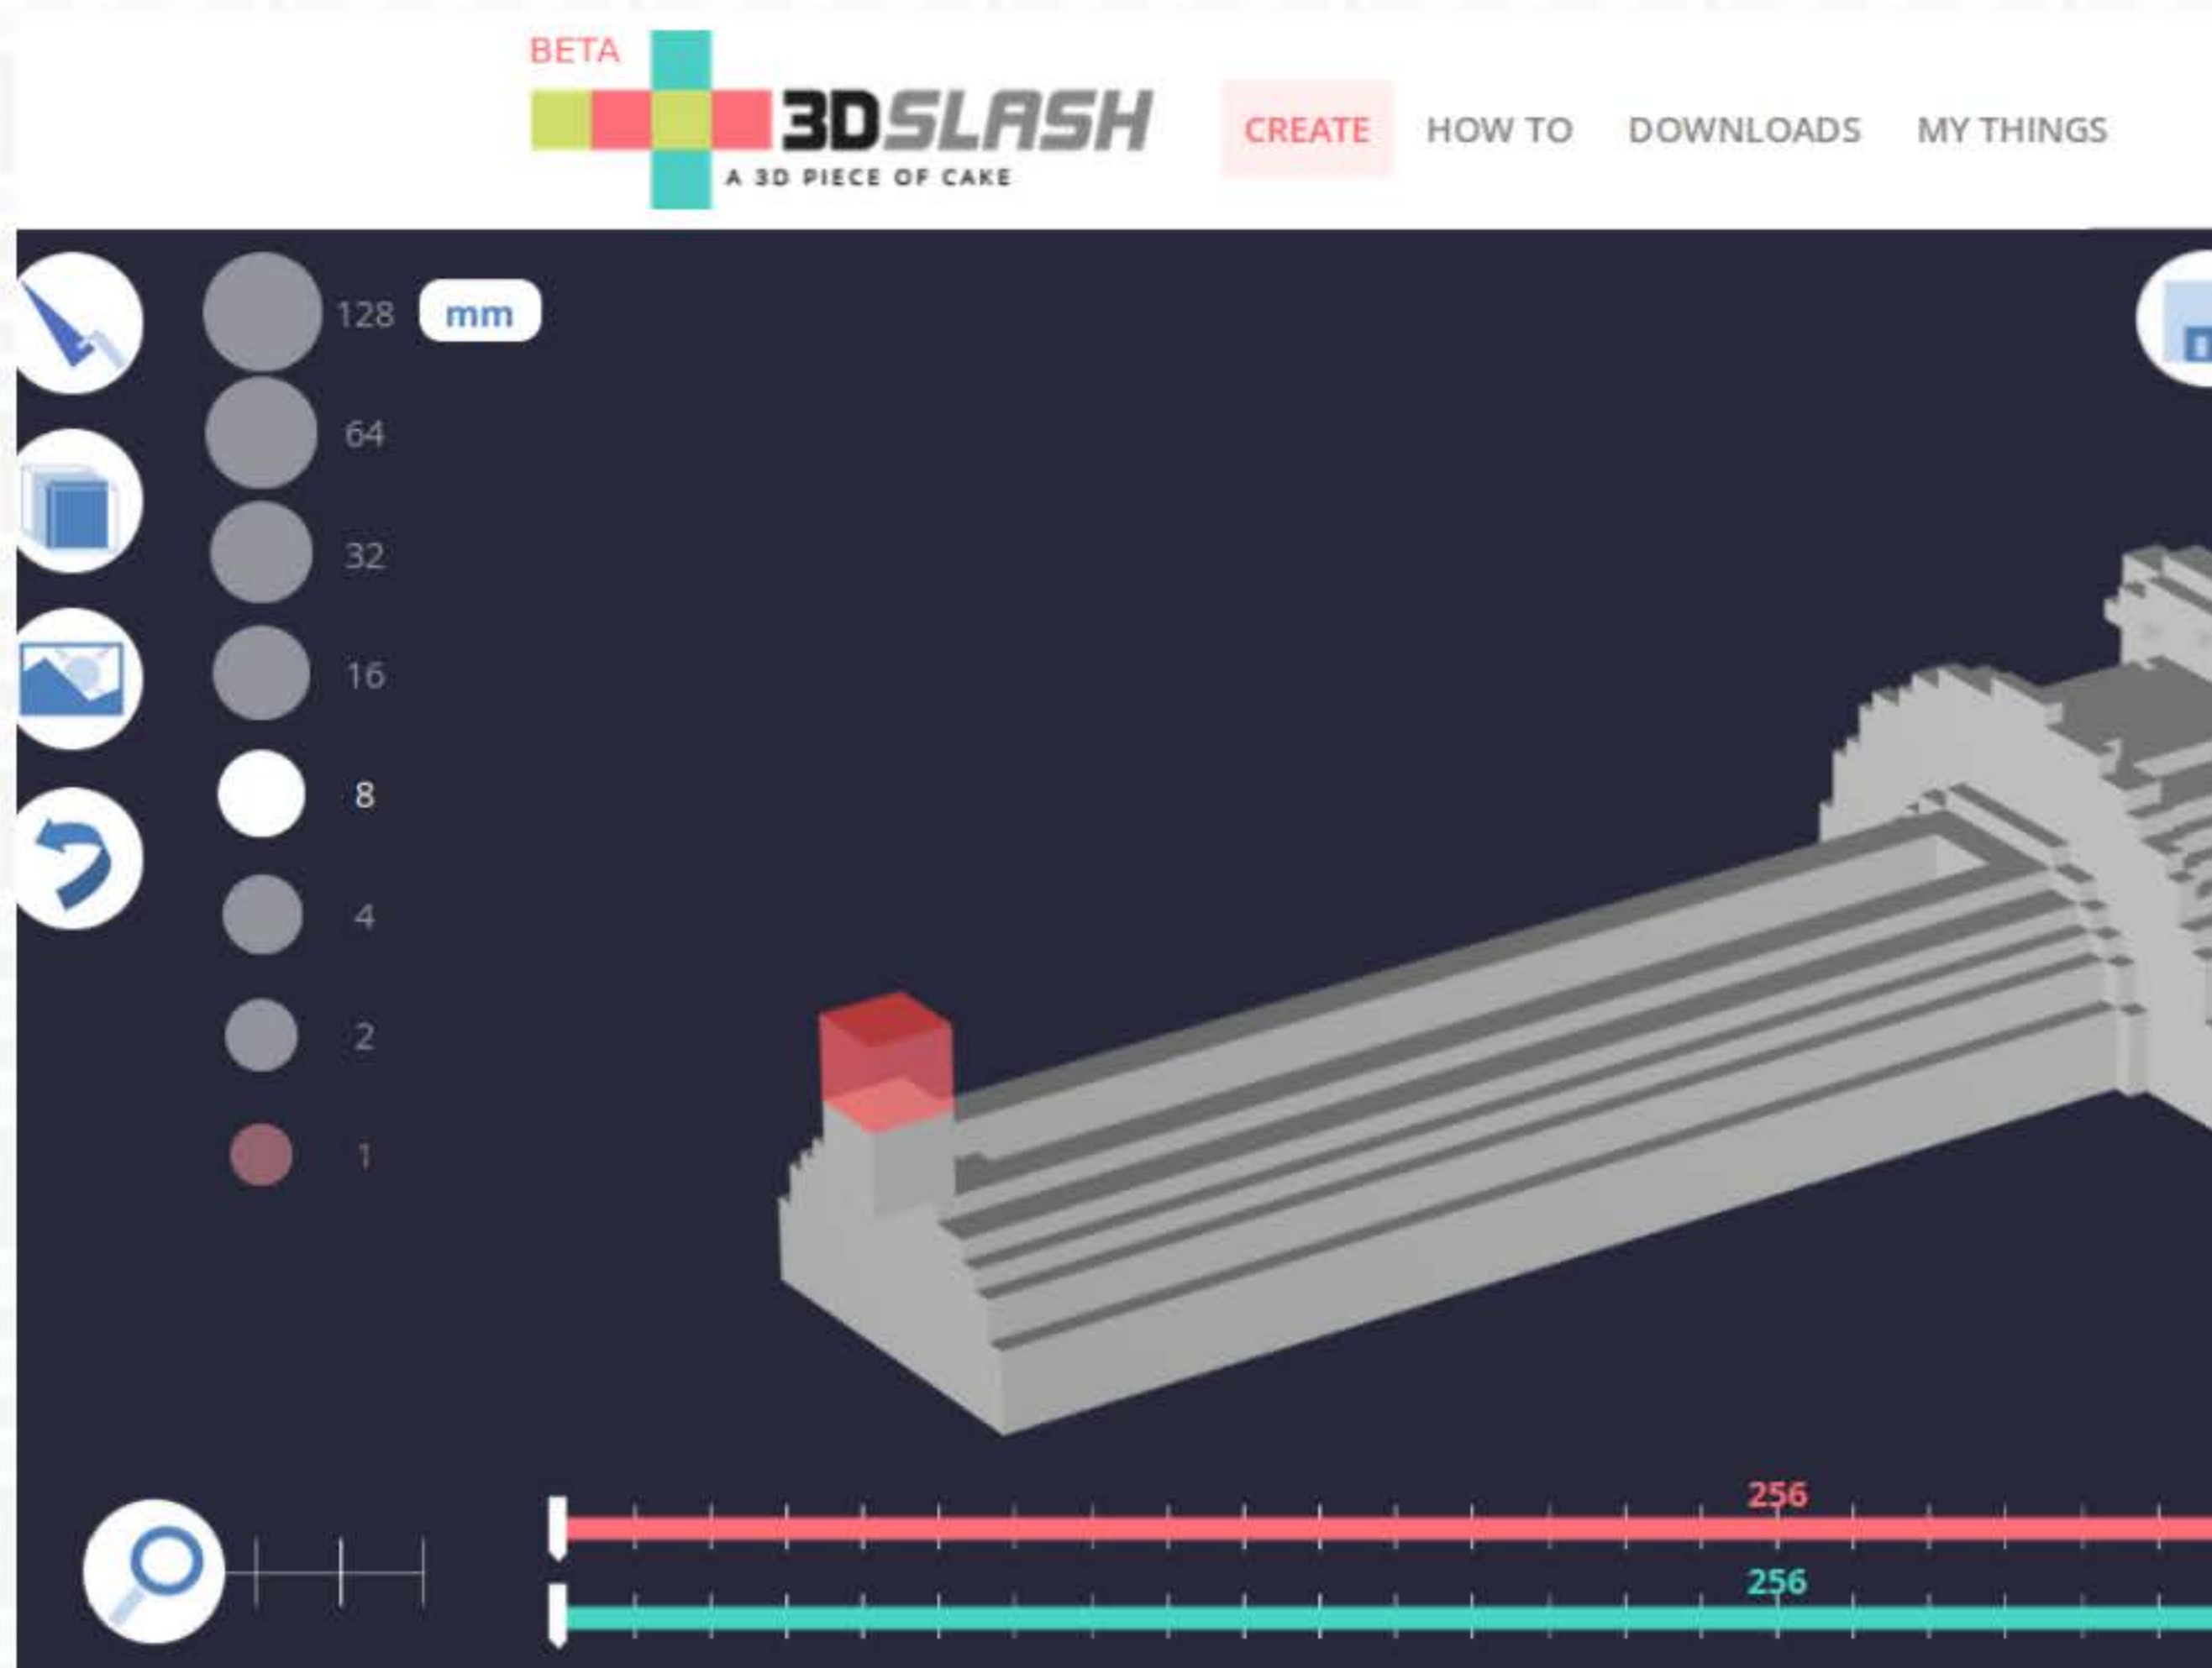 BETA
3DSLASH
A 3D PIECE OF CAKE
CREATE HOW TO DOWNLOADS MY THINGS
128 mm
64
32
16
8
4
2
1
256
256